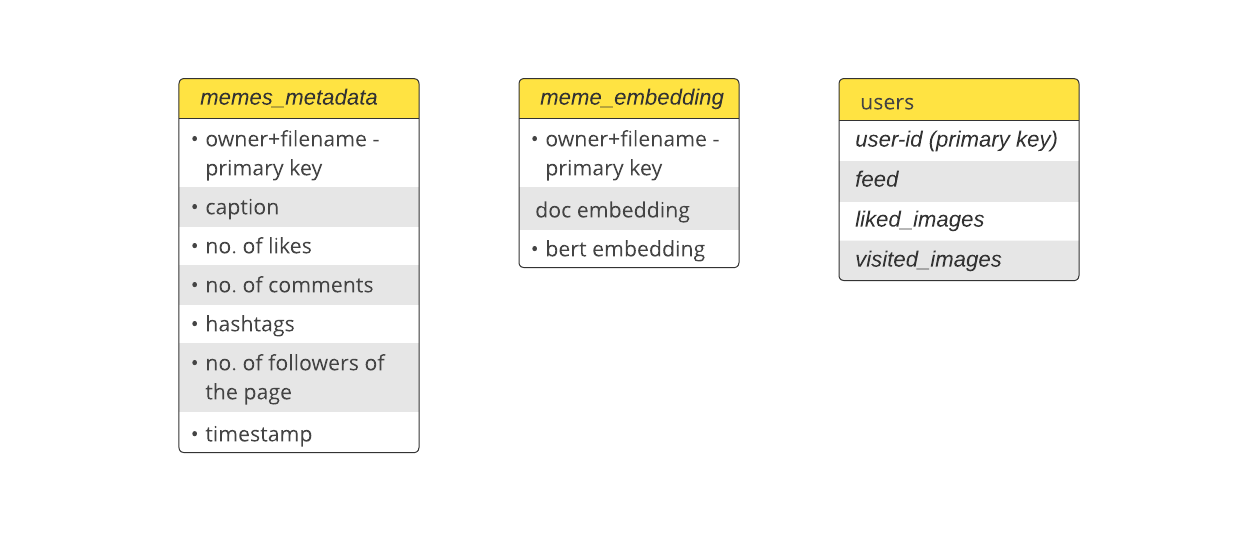 memes_metadata
• owner+filename -
primary key
• caption
• no. of likes
• no. of comments
• hashtags
• no. of followers of
the page
• timestamp
meme_embedding
• owner+filename -
primary key
doc embedding
• bert embedding
users
user-id (primary key)
feed
liked_images
visited_images